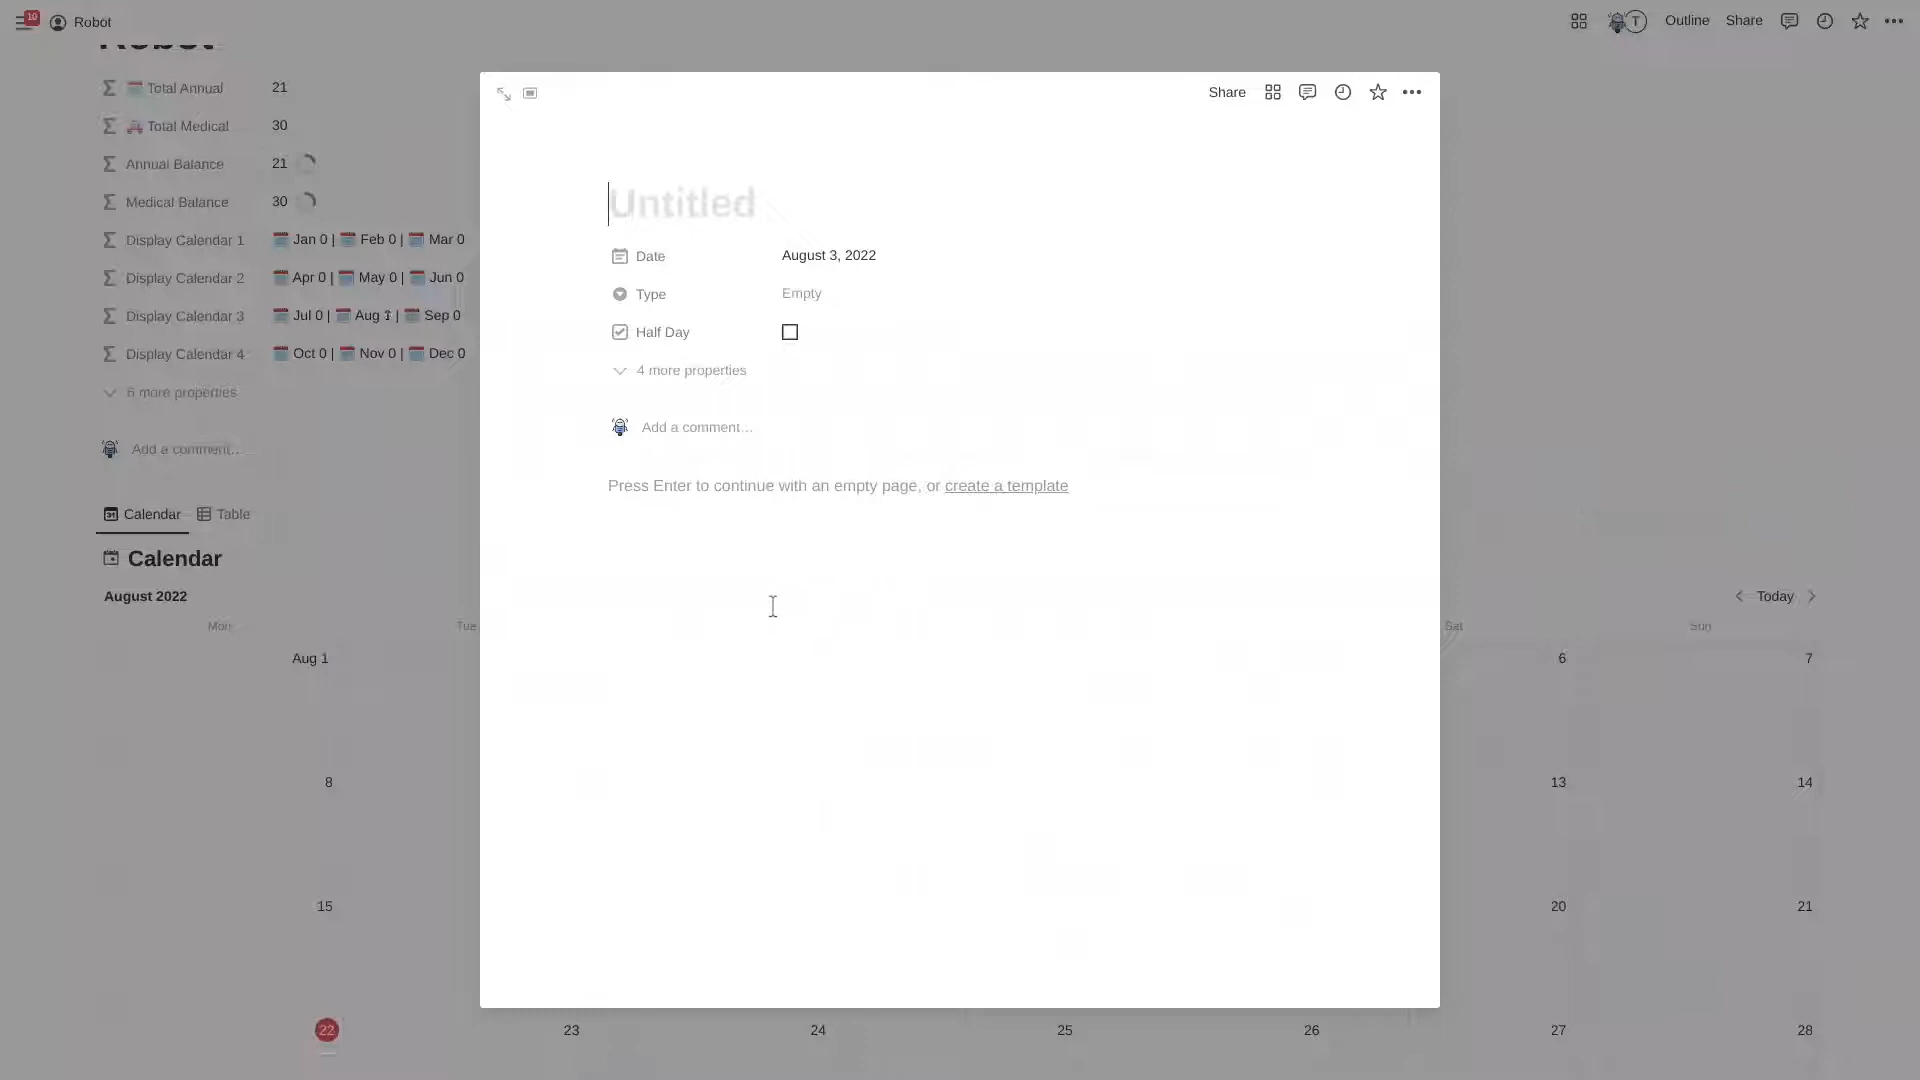 10
Robot
T
Outline
Share
Robot
Total Annual 21
Total Medical 30
Annual Balance 21
Medical Balance 30
Display Calendar 1 Jan 0 | Feb 0 | Mar 0
Display Calendar 2 Apr 0 | May 0 | Jun 0
Display Calendar 3 Jul 0 | Aug | Sep 0
Display Calendar 4 Oct 0 | Nov 0 | Dec 0
6 more properties
Add a comment...
Share
Untitled
Date August 3, 2022
Type Empty
Half Day
4 more properties
Add a comment...
Press Enter to continue with an empty page, or create a template
Calendar Table
Calendar
August 2022
Today
Mon Tue Sat Sun
Aug 1 6 7
8 13 14
15 20 21
22 23 24 25 26 27 28